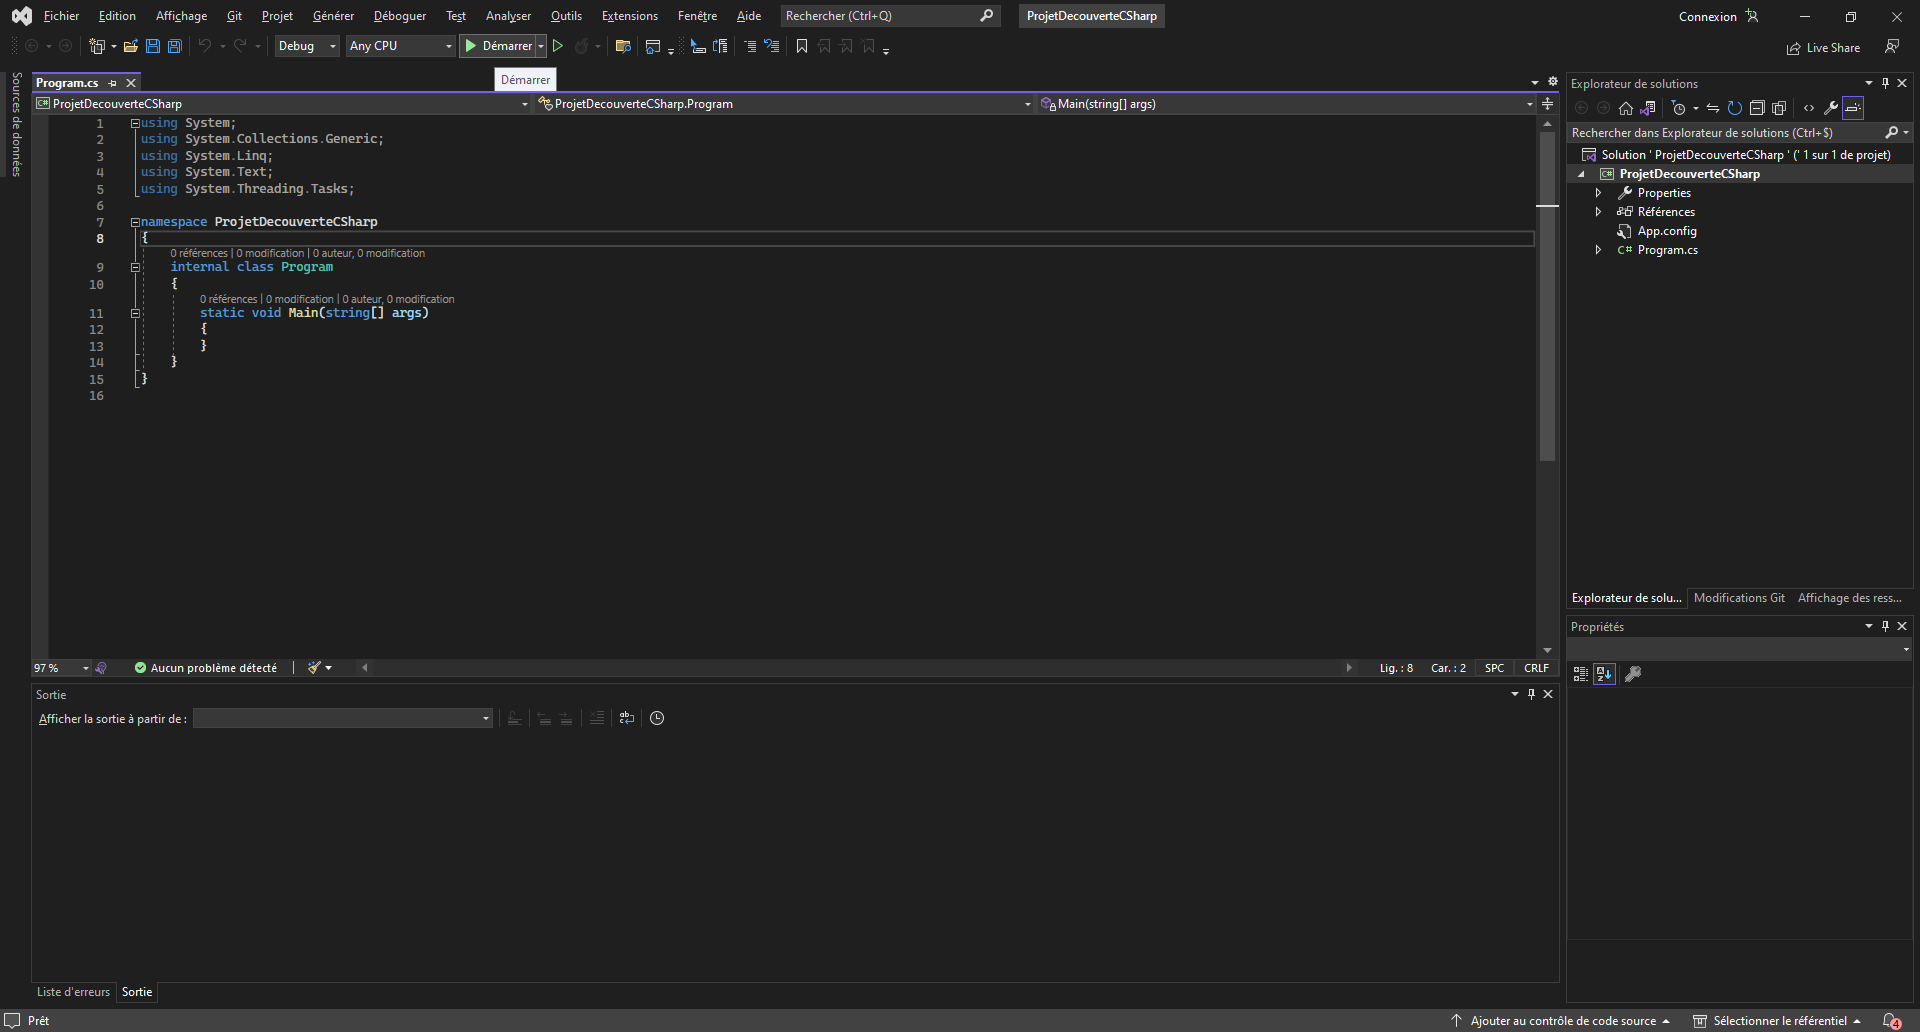 Fichier Edition Affichage Git Projet Générer Déboguer Test Analyser Outils Extensions Fenêtre Aide Rechercher (Ctrl+Q) ProjetDecouverteCSharp Connexion
Debug Any CPU Démarrer Live Share
Démarrer
Sources de données
Program.cs
ProjetDecouverteCSharp ProjetDecouverteCSharp.Program Main(string[] args)
1 using System;
2 using System.Collections.Generic;
3 using System.Linq;
4 using System.Text;
5 using System.Threading.Tasks;
6
7 namespace ProjetDecouverteCSharp
8 {
0 références | 0 modification | 0 auteur, 0 modification
9 internal class Program
10 {
0 références | 0 modification | 0 auteur, 0 modification
11 static void Main(string[] args)
12 {
13 }
14 }
15 }
16
97 % Aucun problème détecté Lig. : 8 Car. : 2 SPC CRLF
Sortie
Afficher la sortie à partir de :
Liste d'erreurs Sortie
Explorateur de solutions
Rechercher dans Explorateur de solutions (Ctrl+$)
Solution ' ProjetDecouverteCSharp ' (' 1 sur 1 de projet)
C# ProjetDecouverteCSharp
Properties
Références
App.config
C# Program.cs
Explorateur de solu... Modifications Git Affichage des ress...
Propriétés
Prêt Ajouter au contrôle de code source Sélectionner le référentiel 4